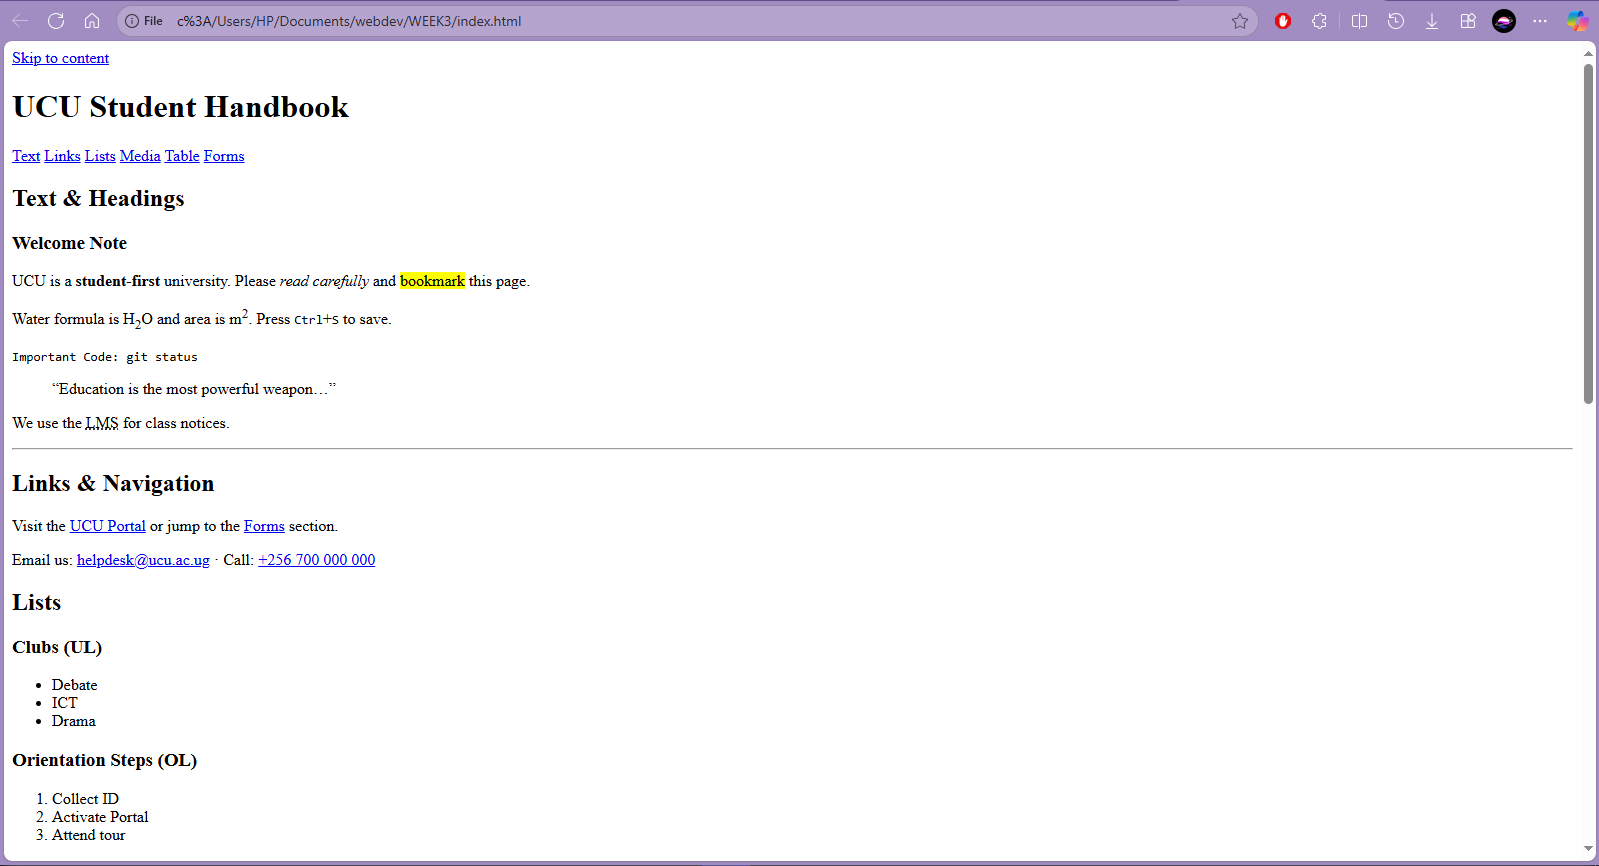 File c%3A/Users/HP/Documents/webdev/WEEK3/index.html
Skip to content
UCU Student Handbook
Text Links Lists Media Table Forms
Text & Headings
Welcome Note
UCU is a student-first university. Please read carefully and bookmark this page.
Water formula is H₂O and area is m². Press Ctrl+S to save.
Important Code: git status
“Education is the most powerful weapon…”
We use the LMS for class notices.
Links & Navigation
Visit the UCU Portal or jump to the Forms section.
Email us: helpdesk@ucu.ac.ug · Call: +256 700 000 000
Lists
Clubs (UL)
• Debate
• ICT
• Drama
Orientation Steps (OL)
1. Collect ID
2. Activate Portal
3. Attend tour